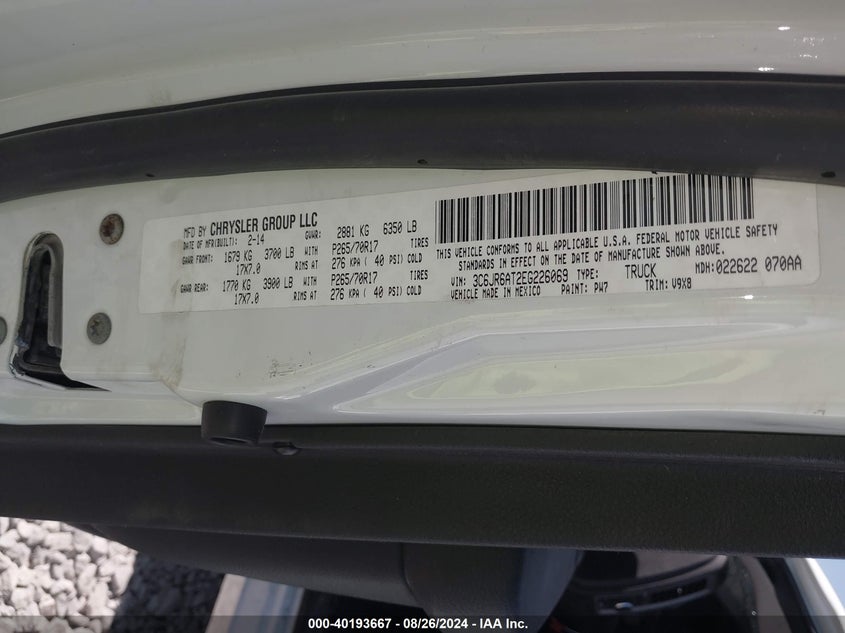 MFD BY CHRYSLER GROUP LLC
DATE OF MFR(BUILT): 2-14 GVWR: 2881 KG 6350 LB
GAWR FRONT: 1679 KG 3700 LB WITH P265/70R17 TIRES
17X7.0 RIMS AT 276 KPA ( 40 PSI) COLD
GAWR REAR: 1770 KG 3900 LB WITH P265/70R17 TIRES
17X7.0 RIMS AT 276 KPA ( 40 PSI) COLD
THIS VEHICLE CONFORMS TO ALL APPLICABLE U.S.A. FEDERAL MOTOR VEHICLE SAFETY
STANDARDS IN EFFECT ON THE DATE OF MANUFACTURE SHOWN ABOVE.
VIN: 3C6JR6AT2EG226069 TYPE: TRUCK MDH:022622 070AA
VEHICLE MADE IN MEXICO PAINT: PW7 TRIM: V9X8
000-40193667 - 08/26/2024 - IAA Inc.